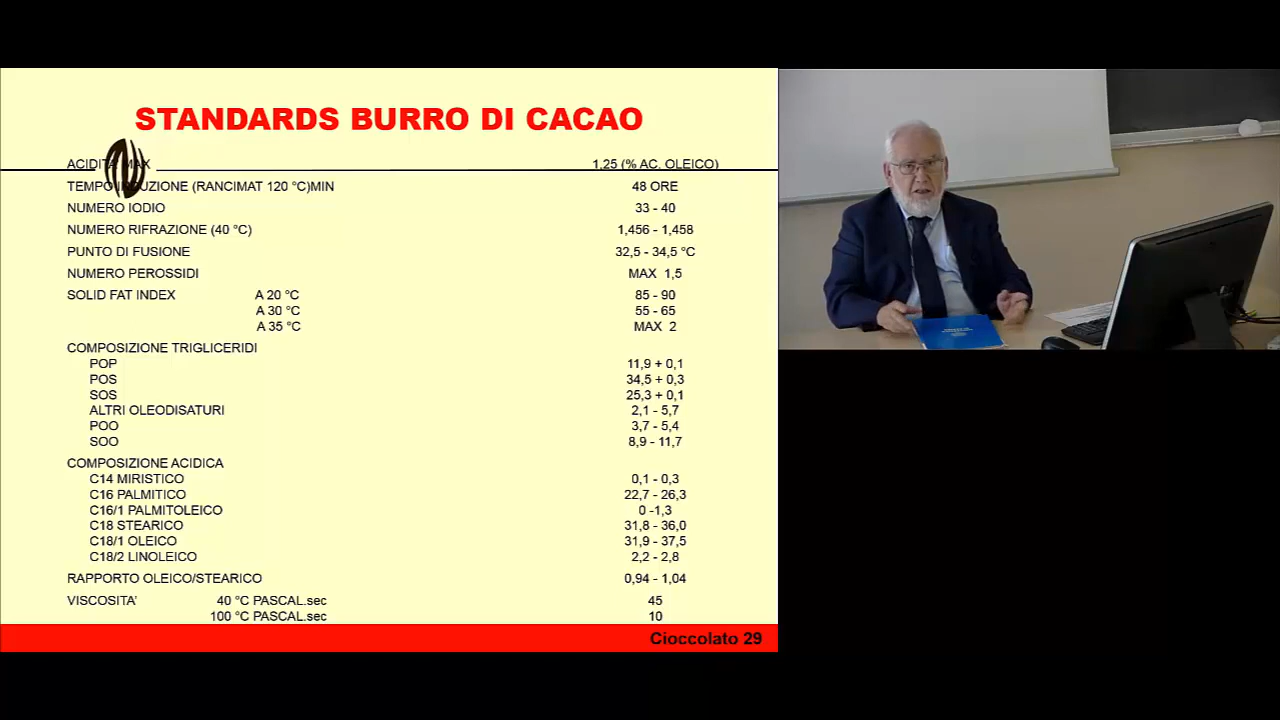 STANDARDS BURRO DI CACAO
ACIDITA' MAX 1,25 (% AC. OLEICO)
TEMPO INDUZIONE (RANCIMAT 120 °C)MIN 48 ORE
NUMERO IODIO 33 - 40
NUMERO RIFRAZIONE (40 °C) 1,456 - 1,458
PUNTO DI FUSIONE 32,5 - 34,5 °C
NUMERO PEROSSIDI MAX 1,5
SOLID FAT INDEX A 20 °C 85 - 90
A 30 °C 55 - 65
A 35 °C MAX 2
COMPOSIZIONE TRIGLICERIDI
POP 11,9 + 0,1
POS 34,5 + 0,3
SOS 25,3 + 0,1
ALTRI OLEODISATURI 2,1 - 5,7
POO 3,7 - 5,4
SOO 8,9 - 11,7
COMPOSIZIONE ACIDICA
C14 MIRISTICO 0,1 - 0,3
C16 PALMITICO 22,7 - 26,3
C16/1 PALMITOLEICO 0 -1,3
C18 STEARICO 31,8 - 36,0
C18/1 OLEICO 31,9 - 37,5
C18/2 LINOLEICO 2,2 - 2,8
RAPPORTO OLEICO/STEARICO 0,94 - 1,04
VISCOSITA' 40 °C PASCAL.sec 45
100 °C PASCAL.sec 10
Cioccolato 29